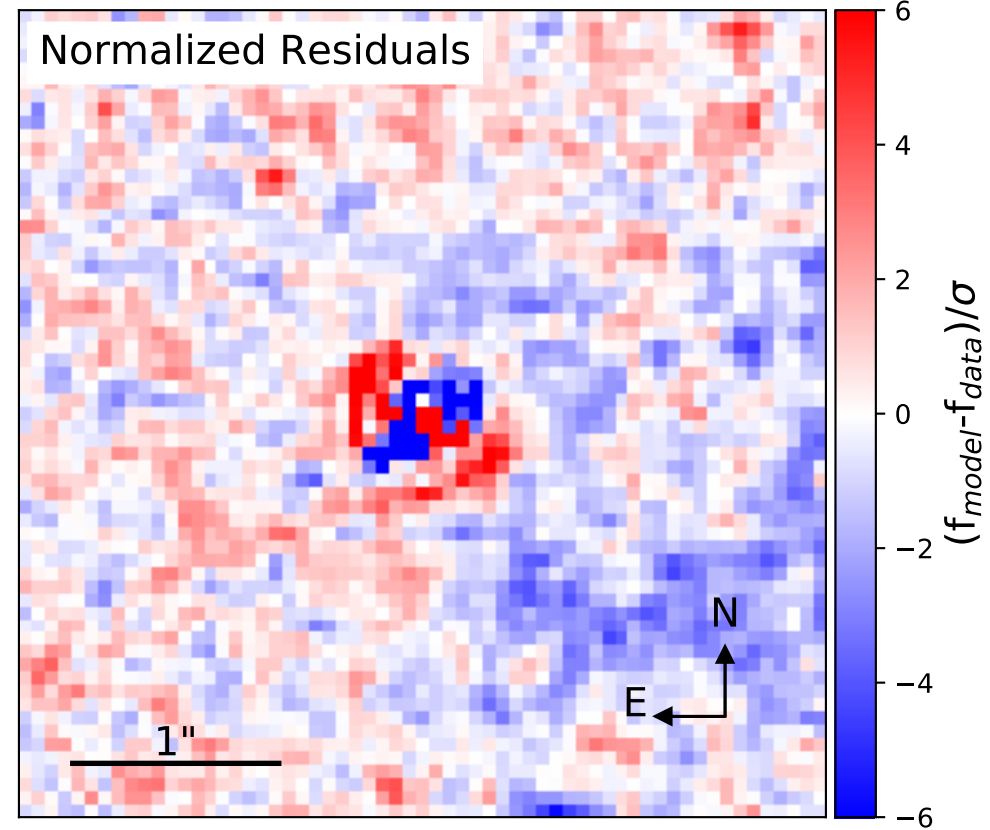 Normalized Residuals
N
E
1"
6
4
2
0
−2
−4
−6
(f_model-f_data)/σ